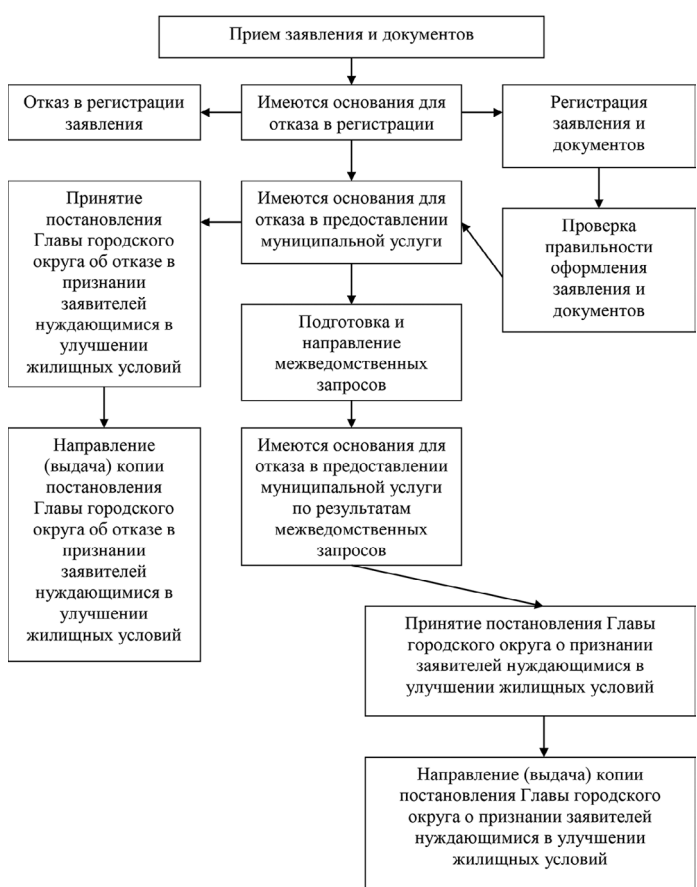 Прием заявления и документов
Отказ в регистрации
заявления
Имеются основания для
отказа в регистрации
Регистрация
заявления и
документов
Принятие
постановления
Главы городского
округа об отказе в
признании
заявителей
нуждающимися в
улучшении
жилищных условий
Имеются основания для
отказа в предоставлении
муниципальной услуги
Проверка
правильности
оформления
заявления и
документов
Подготовка и
направление
межведомственных
запросов
Направление
(выдача) копии
постановления
Главы городского
округа об отказе в
признании
заявителей
нуждающимися в
улучшении
жилищных условий
Имеются основания для
отказа в предоставлении
муниципальной услуги
по результатам
межведомственных
запросов
Принятие постановления Главы
городского округа о признании
заявителей нуждающимися в
улучшении жилищных условий
Направление (выдача) копии
постановления Главы городского
округа о признании заявителей
нуждающимися в улучшении
жилищных условий